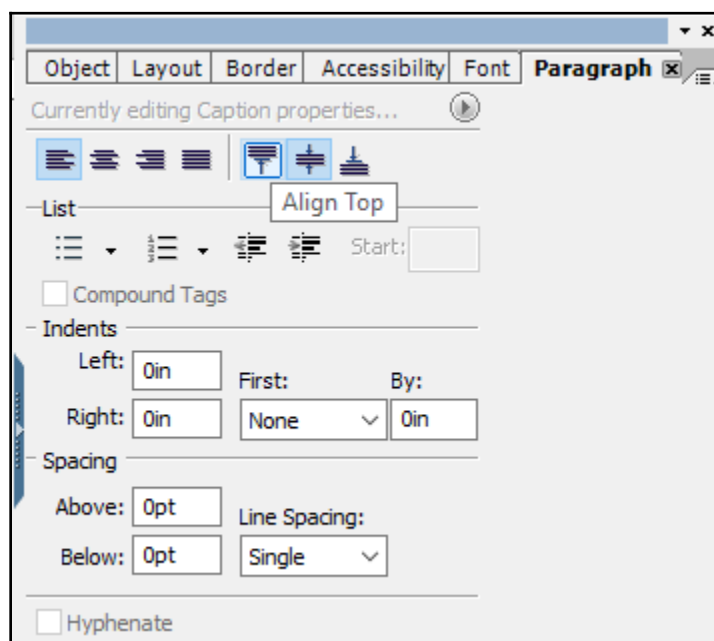 Object Layout Border Accessibility Font Paragraph
Currently editing Caption properties...
Align Top
List
Start:
Compound Tags
Indents
Left: 0in First: By:
Right: 0in None 0in
Spacing
Above: 0pt Line Spacing:
Below: 0pt Single
Hyphenate